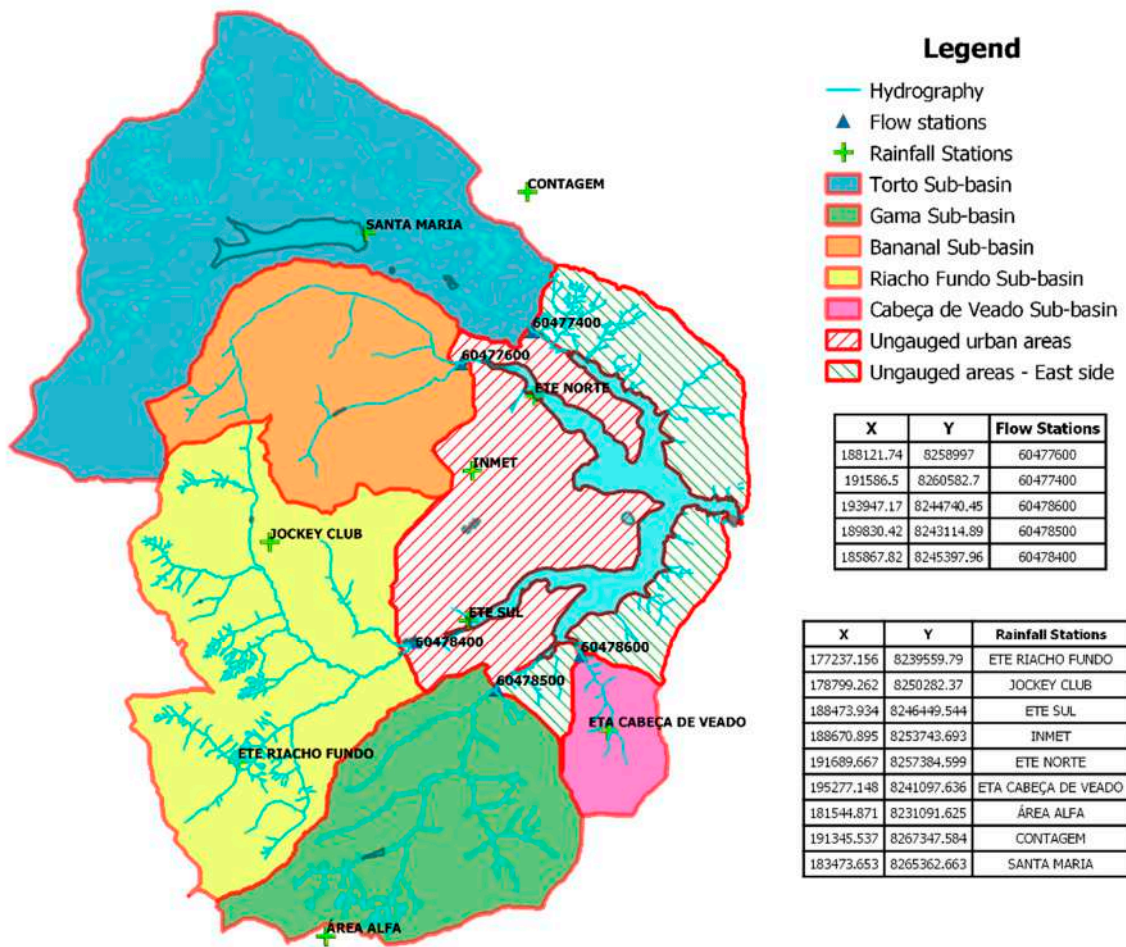 CONTAGEM
SANTA MARIA
60477400
60477600
ETE NORTE
INMET
JOCKEY CLUB
ETE SUL
60478400
60478600
60478500
ETA CABEÇA DE VEADO
ETE RIACHO FUNDO
ÁREA ALFA
Legend
Hydrography
Flow stations
Rainfall Stations
Torto Sub-basin
Gama Sub-basin
Bananal Sub-basin
Riacho Fundo Sub-basin
Cabeça de Veado Sub-basin
Ungauged urban areas
Ungauged areas - East side
X Y Flow Stations
188121.74 8258997 60477600
191586.5 8260582.7 60477400
193947.17 8244740.45 60478600
189830.42 8243114.89 60478500
185867.82 8245397.96 60478400
X Y Rainfall Stations
177237.156 8239559.79 ETE RIACHO FUNDO
178799.262 8250282.37 JOCKEY CLUB
188473.934 8246449.544 ETE SUL
188670.895 8253743.693 INMET
191689.667 8257384.599 ETE NORTE
195277.148 8241097.636 ETA CABEÇA DE VEADO
181544.871 8231091.625 ÁREA ALFA
191345.537 8267347.584 CONTAGEM
183473.653 8265362.663 SANTA MARIA